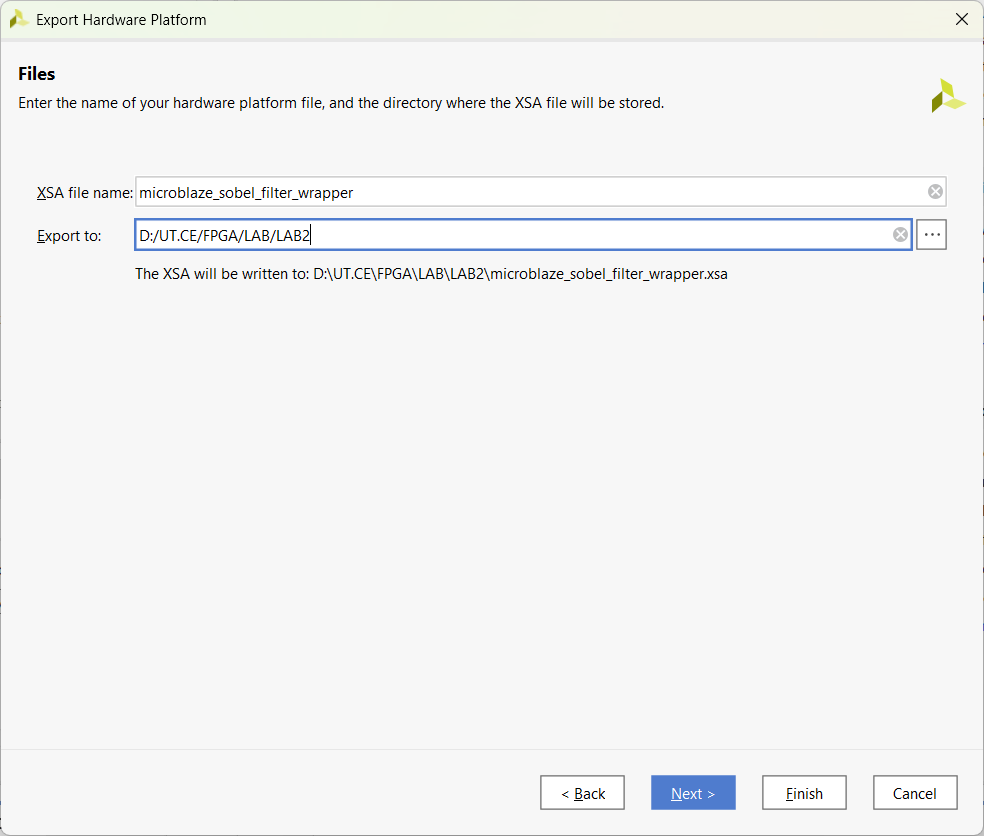 Export Hardware Platform
Files
Enter the name of your hardware platform file, and the directory where the XSA file will be stored.
XSA file name: microblaze_sobel_filter_wrapper
Export to: D:/UT.CE/FPGA/LAB/LAB2
...
The XSA will be written to: D:\UT.CE\FPGA\LAB\LAB2\microblaze_sobel_filter_wrapper.xsa
< Back Next > Finish Cancel